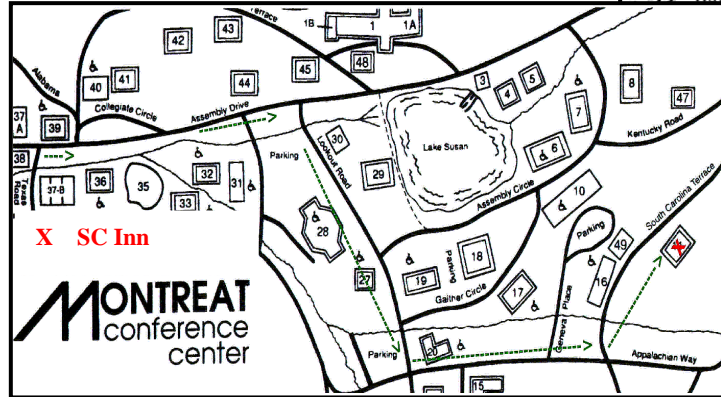 Terrace
43
42
1B
1
1A
48
45
44
Alabama
41
40
Collegiate Circle
Assembly Drive
37
A
39
38
Texas
Road
37-B
36
35
33
32
31
Parking
Lookout Road
30
29
Lake Susan
3
4
5
6
7
8
47
Kentucky Road
Assembly Circle
10
South Carolina Terrace
28
27
Parking
18
19
Gaither Circle
17
Parking
49
16
Geneva Place
Parking
20
Appalachian Way
15
X SC Inn
MONTREAT
conference
center